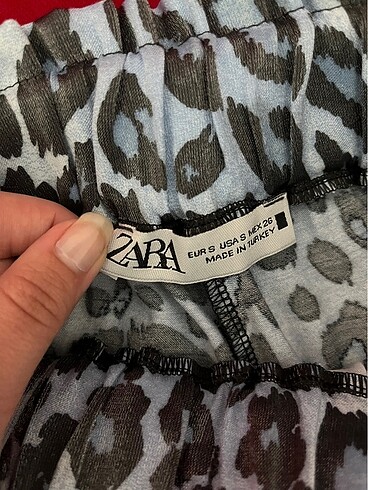 ZARA
EUR S USA S MEX 26
MADE IN TURKEY